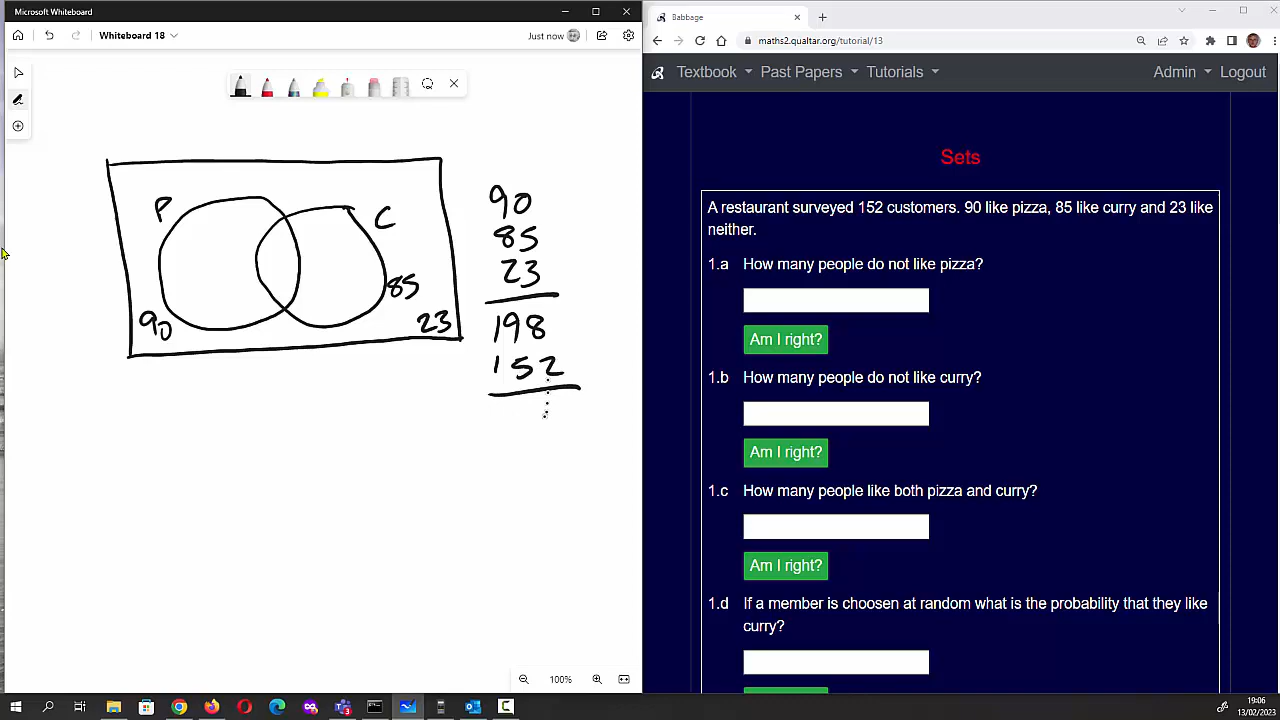 Microsoft Whiteboard
Whiteboard 18
Just now
P
C
90
85
23
90
85
23
198
152
100%
Babbage
maths2.qualtar.org/tutorial/13
Textbook Past Papers Tutorials Admin Logout
Sets
A restaurant surveyed 152 customers. 90 like pizza, 85 like curry and 23 like
neither.
1.a How many people do not like pizza?
Am I right?
1.b How many people do not like curry?
Am I right?
1.c How many people like both pizza and curry?
Am I right?
1.d If a member is choosen at random what is the probability that they like
curry?
19:06
13/02/2023